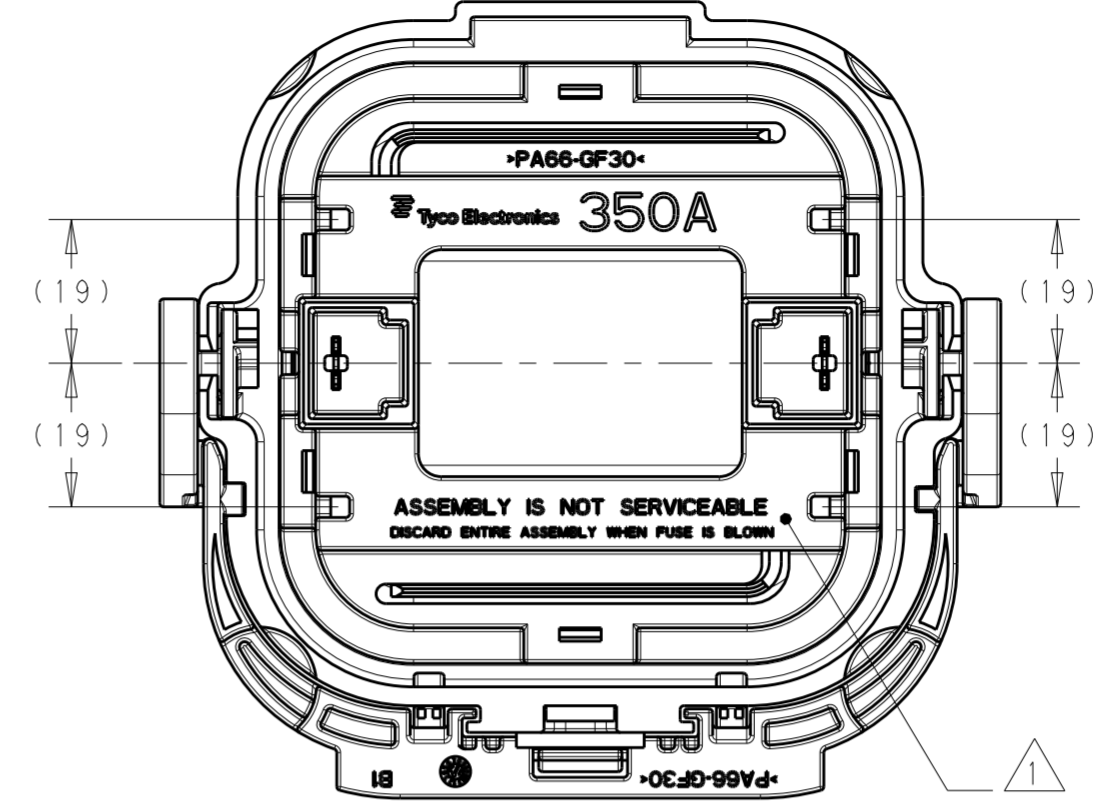 >PA66-GF30<
Tyco Electronics 350A
(19) (19)
(19) (19)
ASSEMBLY IS NOT SERVICEABLE
DISCARD ENTIRE ASSEMBLY WHEN FUSE IS BLOWN
B1 >PA66-GF30<
1